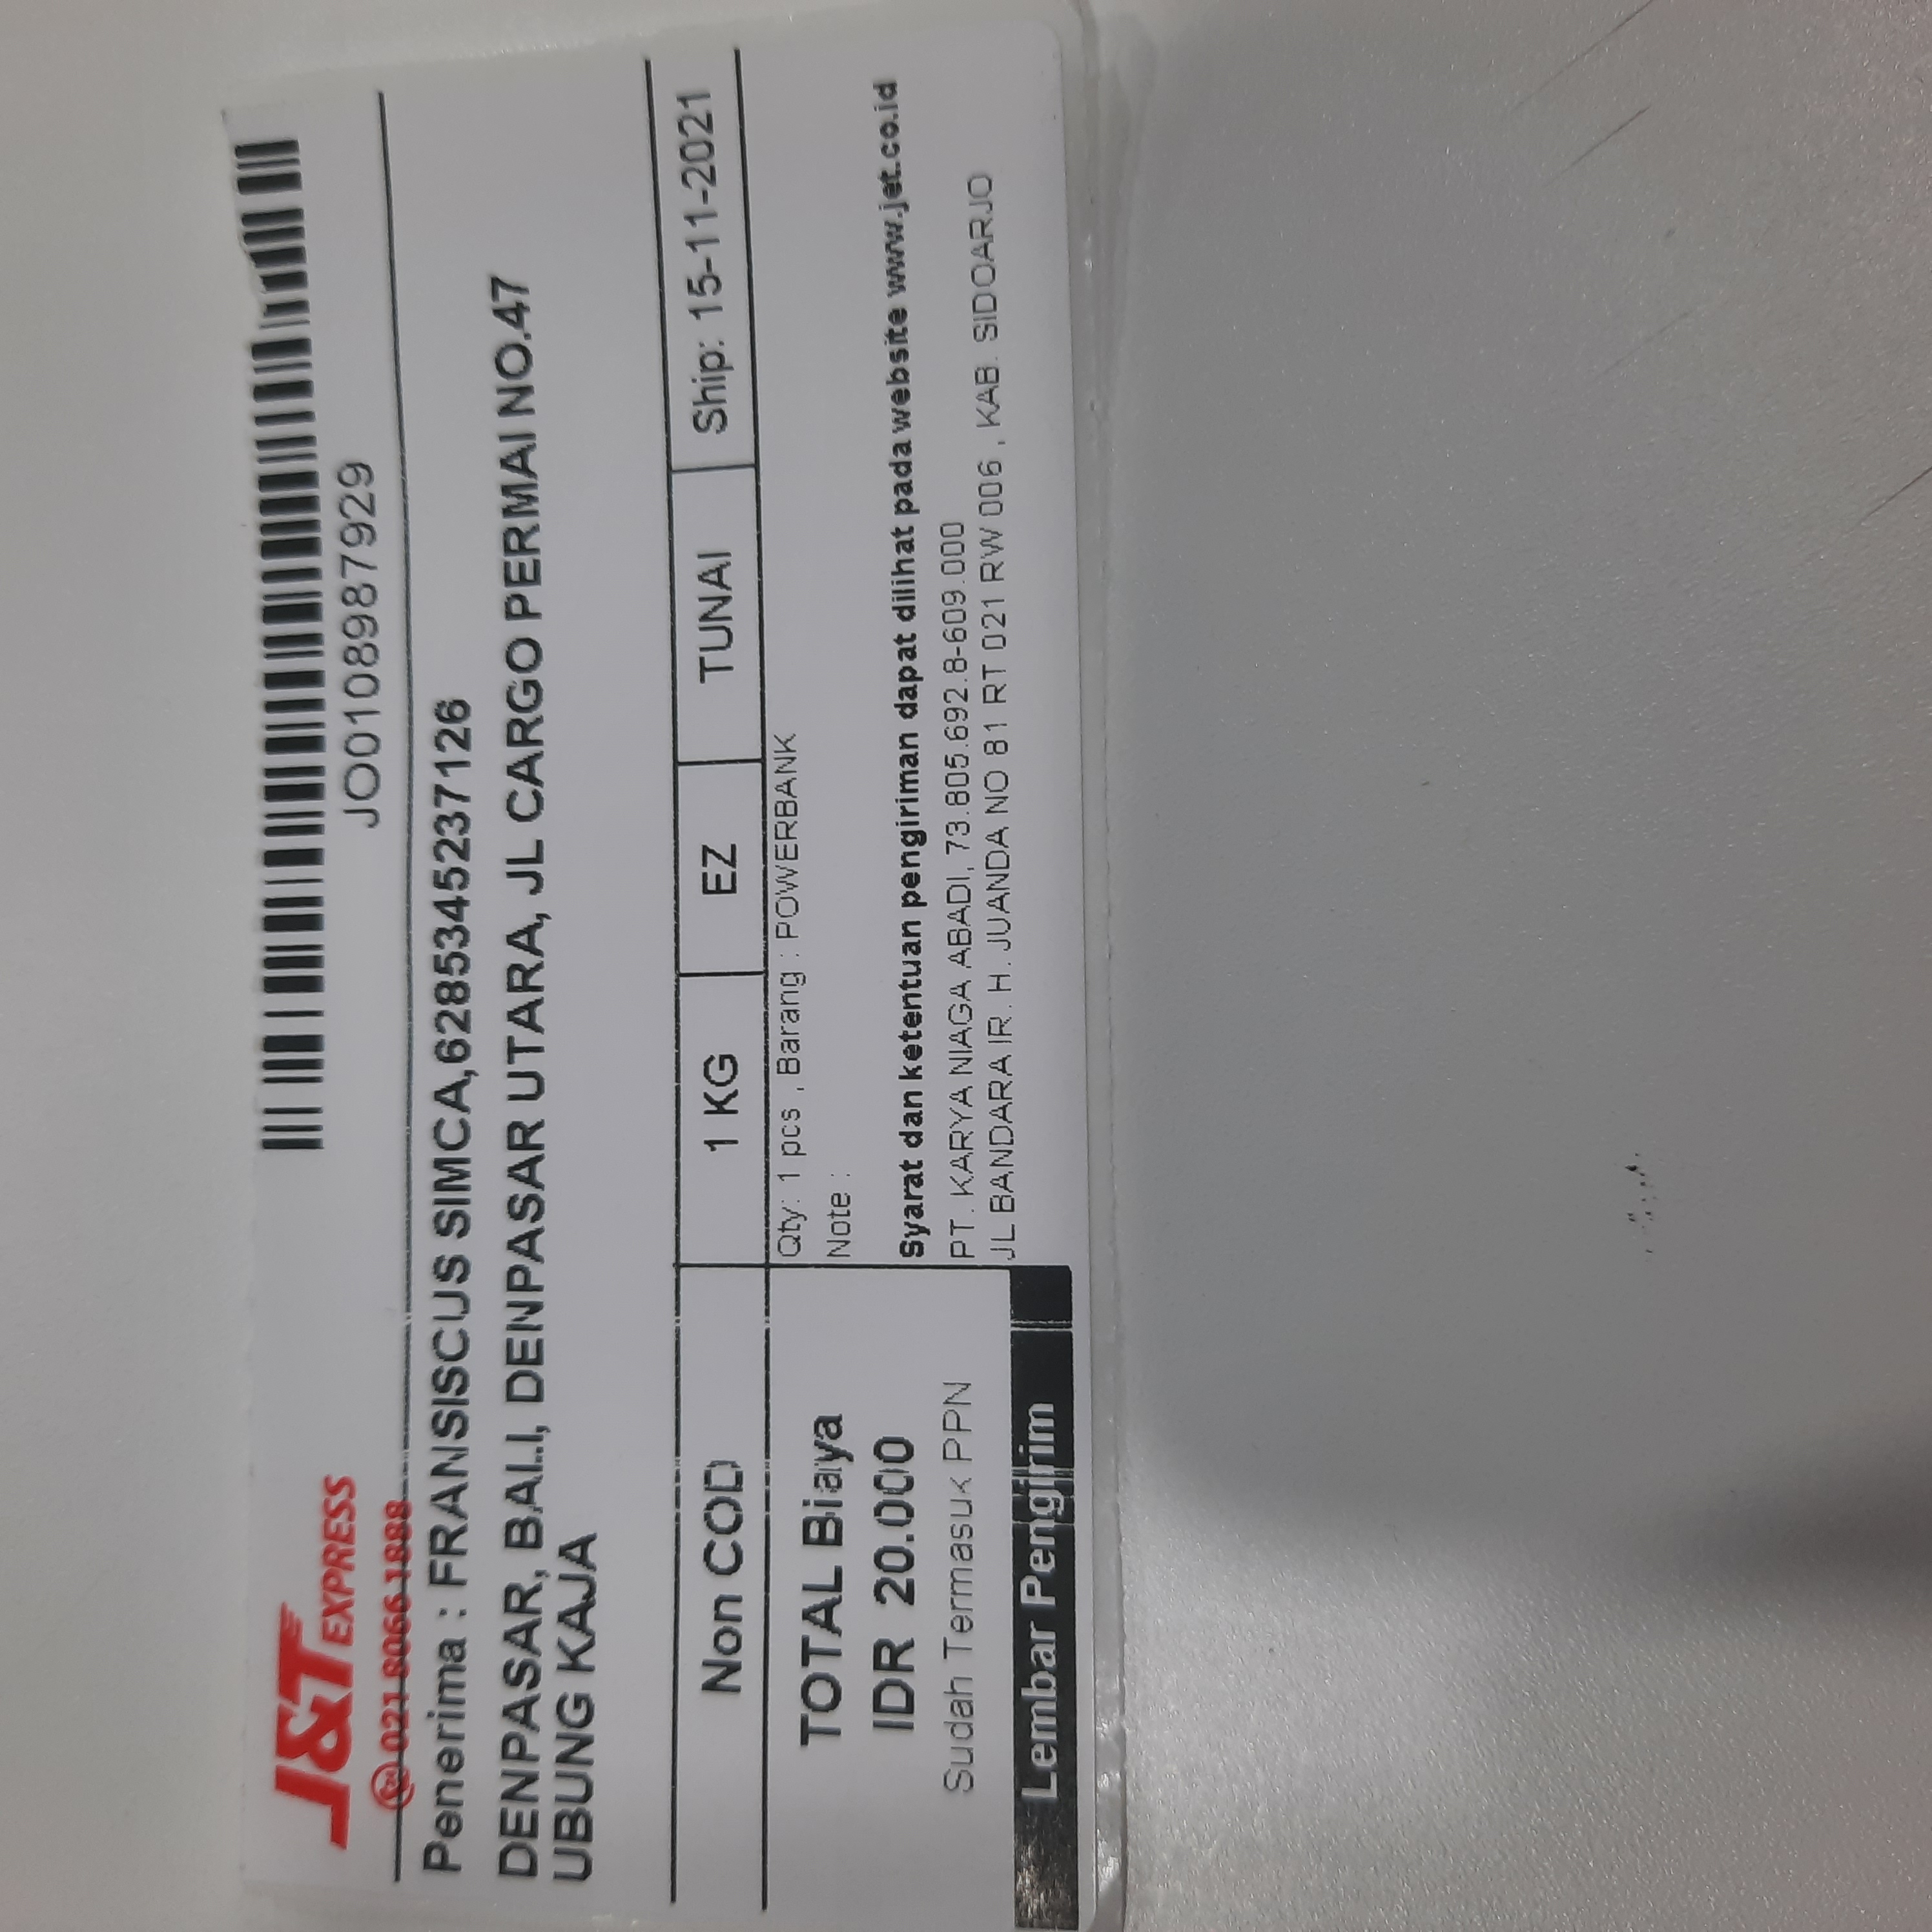 J&T EXPRESS
JO0108987929
021 8066 1888
Penerima : FRANSISCUS SIMCA,6285345237126
DENPASAR, BALI, DENPASAR UTARA, JL CARGO PERMAI NO.47
UBUNG KAJA
Non COD 1 KG EZ TUNAI Ship: 15-11-2021
TOTAL Biaya
IDR 20.000
Sudah Termasuk PPN
Lembar Pengirim
Qty: 1 pcs , Barang : POWERBANK
Note :
Syarat dan ketentuan pengiriman dapat dilihat pada website www.jet.co.id
PT. KARYA NIAGA ABADI, 73.805.692.8-609.000
JL BANDARA IR. H. JUANDA NO 81 RT 021 RW 006 , KAB. SIDOARJO